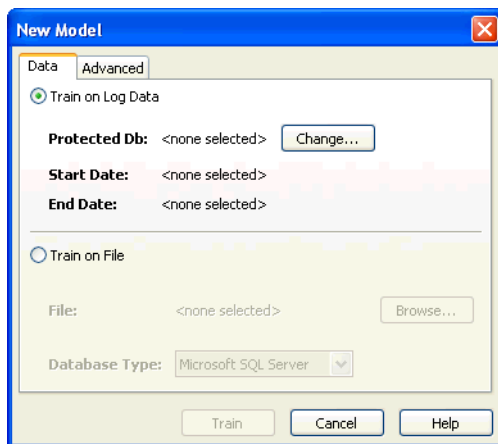 New Model
Data Advanced
Train on Log Data
Protected Db: <none selected> Change...
Start Date: <none selected>
End Date: <none selected>
Train on File
File: <none selected> Browse...
Database Type: Microsoft SQL Server
Train Cancel Help